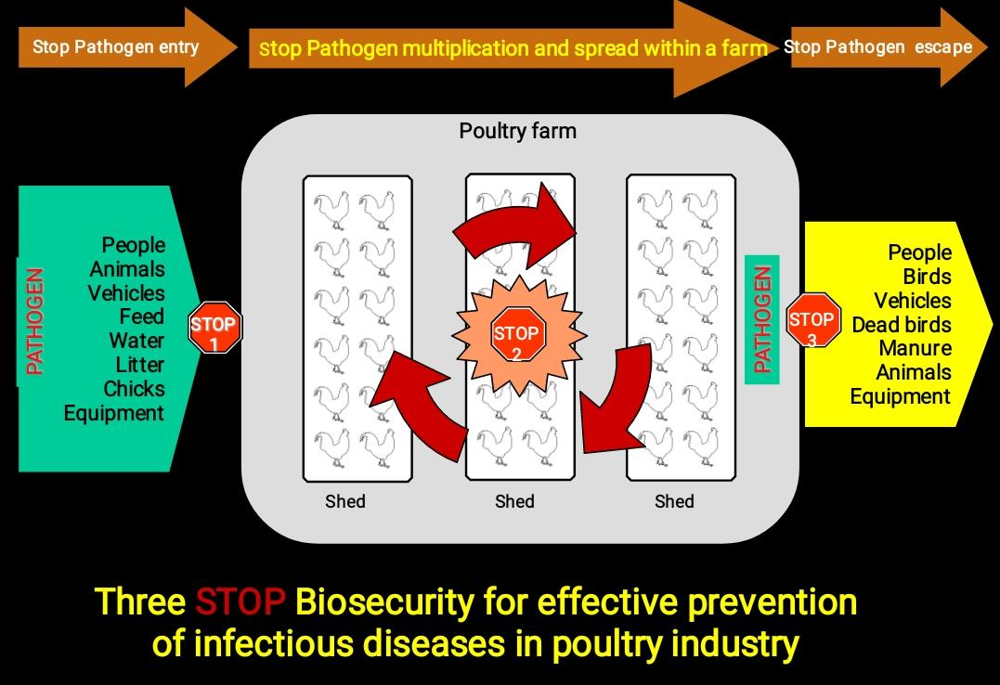 Stop Pathogen entry
Stop Pathogen multiplication and spread within a farm
Stop Pathogen escape
Poultry farm
PATHOGEN
People
Animals
Vehicles
Feed
Water
Litter
Chicks
Equipment
STOP
1
STOP
2
PATHOGEN
STOP
3
People
Birds
Vehicles
Dead birds
Manure
Animals
Equipment
Shed
Shed
Shed
Three STOP Biosecurity for effective prevention
of infectious diseases in poultry industry